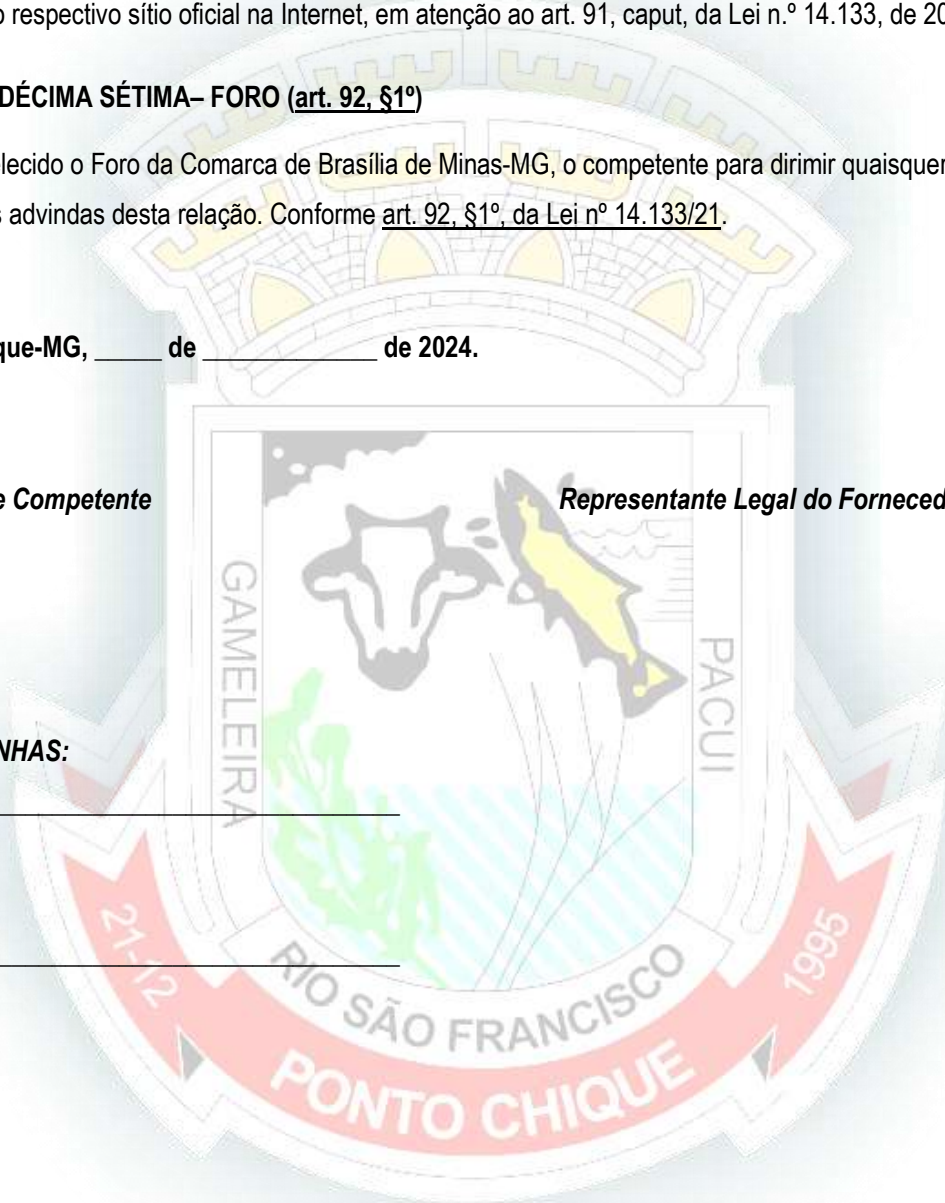 o respectivo sítio oficial na Internet, em atenção ao art. 91, caput, da Lei n.º 14.133, de 20
DÉCIMA SÉTIMA– FORO (art. 92, §1º)
lecido o Foro da Comarca de Brasília de Minas-MG, o competente para dirimir quaisquer
s advindas desta relação. Conforme art. 92, §1º, da Lei nº 14.133/21.
que-MG, _____ de _____________ de 2024.
e Competente Representante Legal do Forneced
GAMELEIRA
PACUI
NHAS:
21-12
1995
RIO SÃO FRANCISCO
PONTO CHIQUE